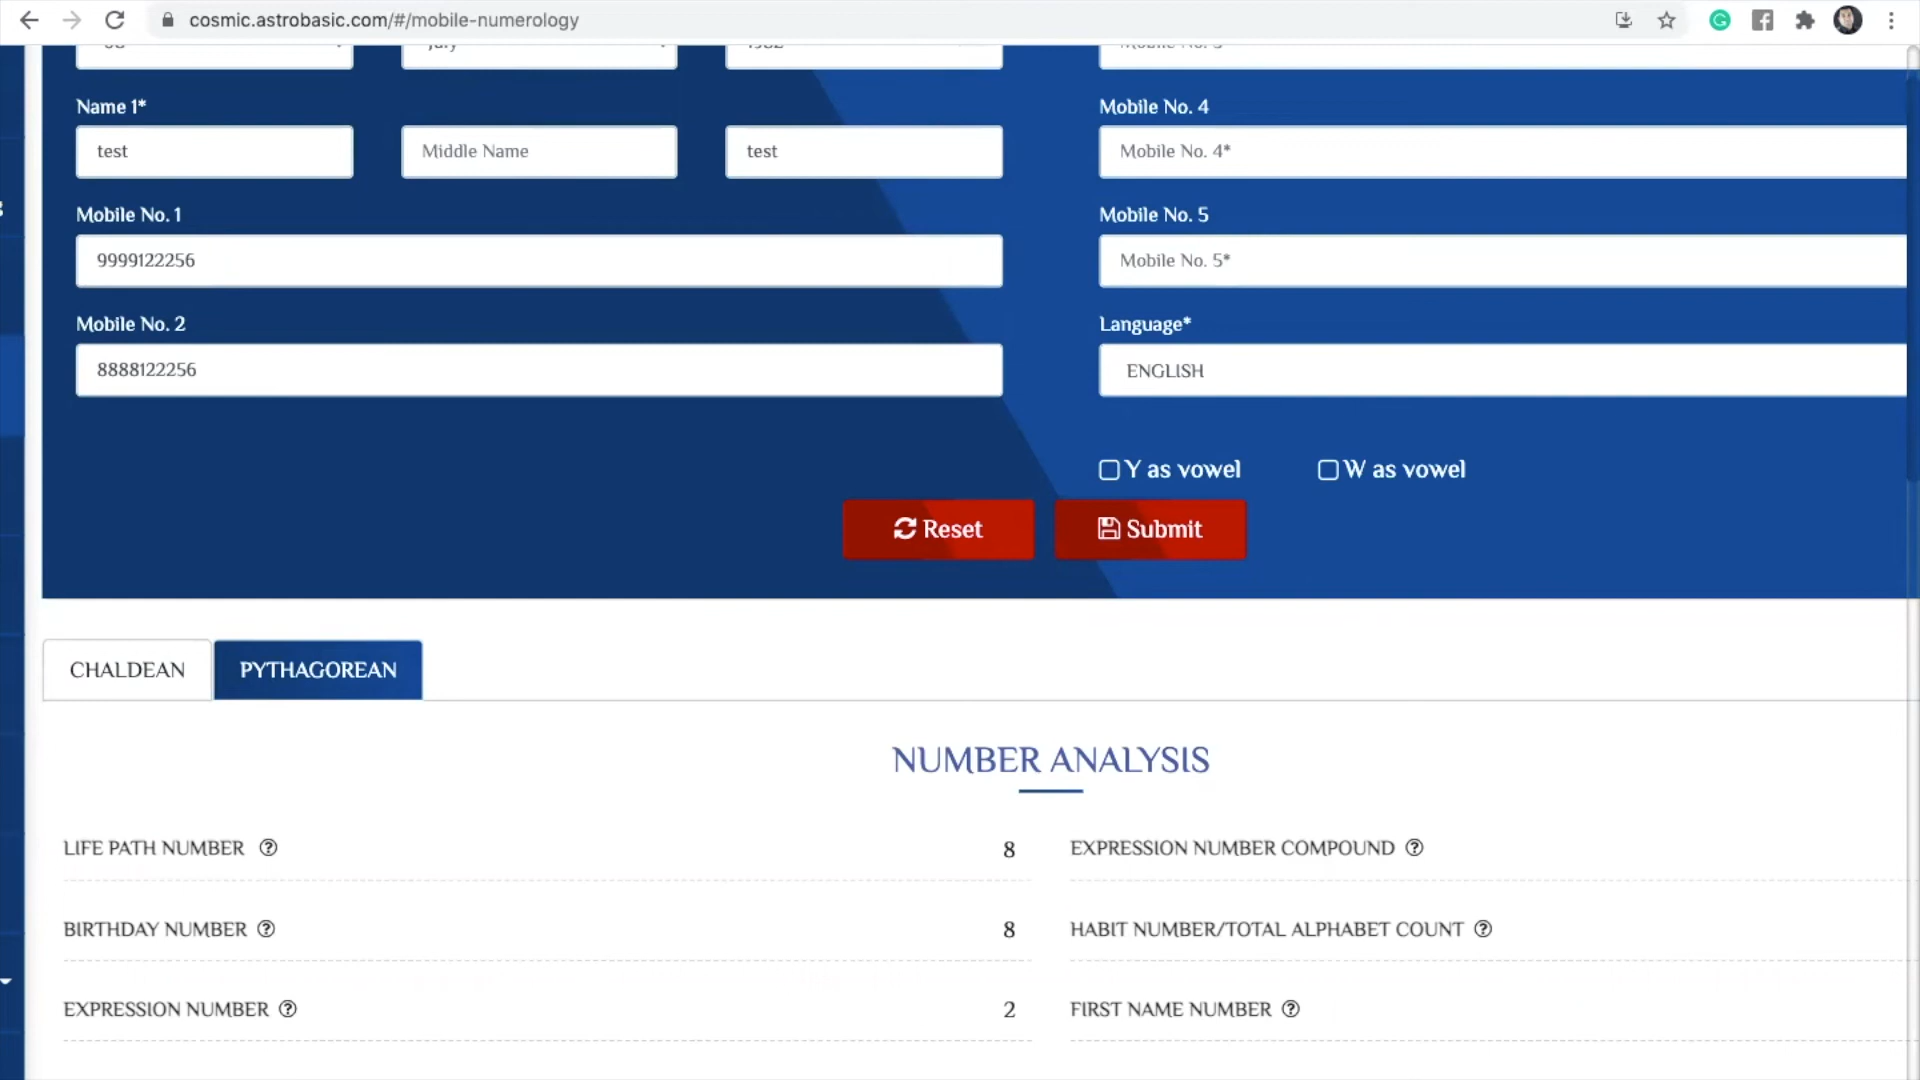 cosmic.astrobasic.com/#/mobile-numerology
Name 1* Mobile No. 4
test Middle Name test Mobile No. 4*
Mobile No. 1 Mobile No. 5
9999122256 Mobile No. 5*
Mobile No. 2 Language*
8888122256 ENGLISH
Y as vowel W as vowel
Reset Submit
CHALDEAN PYTHAGOREAN
NUMBER ANALYSIS
LIFE PATH NUMBER 8 EXPRESSION NUMBER COMPOUND
BIRTHDAY NUMBER 8 HABIT NUMBER/TOTAL ALPHABET COUNT
EXPRESSION NUMBER 2 FIRST NAME NUMBER